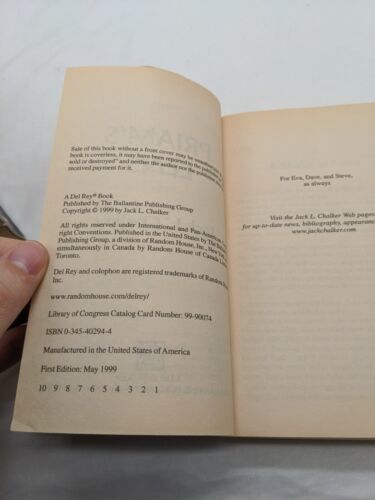 Sale of this book without a front cover may be unauthorized.
book is coverless, it may have been reported to the publisher
sold or destroyed" and neither the author nor the publisher may
received payment for it.
A Del Rey® Book
Published by The Ballantine Publishing Group
Copyright © 1999 by Jack L. Chalker
All rights reserved under International and Pan-American
right Conventions. Published in the United States by The
Publishing Group, a division of Random House, Inc., New
simultaneously in Canada by Random House of Canada
Toronto.
Del Rey and colophon are registered trademarks of Random
Inc.
www.randomhouse.com/delrey/
Library of Congress Catalog Card Number: 99-90074
ISBN 0-345-40294-4
Manufactured in the United States of America
First Edition: May 1999
10 9 8 7 6 5 4 3 2 1
For Eva, Dave, and Steve,
as always
Visit the Jack L. Chalker Web pages
for up-to-date news, bibliography, appearance
www.jackchalker.com.